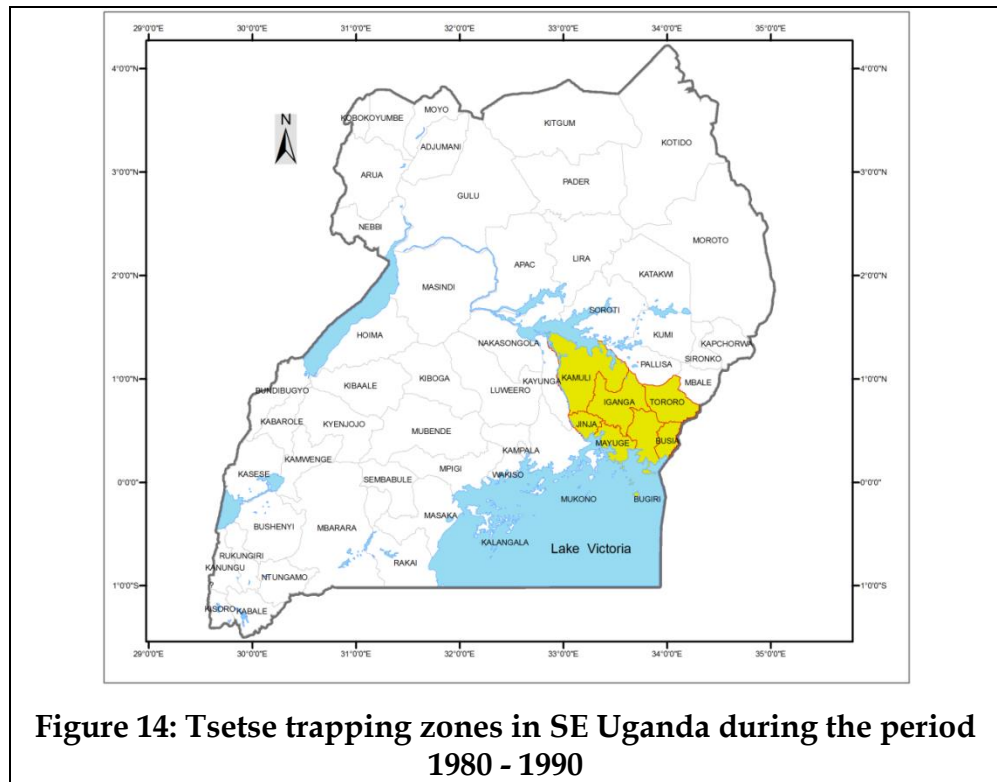 29°0'0"E 30°0'0"E 31°0'0"E 32°0'0"E 33°0'0"E 34°0'0"E 35°0'0"E
4°0'0"N 4°0'0"N
N
MOYO
KOBOKOYUMBE
KITGUM
ADJUMANI
KOTIDO
3°0'0"N 3°0'0"N
ARUA
PADER
GULU
NEBBI
MOROTO
APAC
LIRA
2°0'0"N 2°0'0"N
KATAKWI
MASINDI
SOROTI
HOIMA
KUMI
NAKASONGOLA
KAPCHORWA
SIRONKO
PALLISA
1°0'0"N 1°0'0"N
KAMULI
KIBOGA
KAYUNGA
MBALE
KIBAALE
BUNDIBUGYO
LUWEERO
IGANGA
TORORO
KABAROLE
KYENJOJO
JINJA
MUBENDE
MAYUGE
BUSIA
KAMPALA
KAMWENGE
MPIGI
KASESE
WAKISO
SEMBABULE
0°0'0" 0°0'0"
MUKONO
BUGIRI
MASAKA
BUSHENYI
MBARARA
KALANGALA
Lake Victoria
RUKUNGIRI
RAKAI
KANUNGU
NTUNGAMO
1°0'0"S 1°0'0"S
KISORO
KABALE
29°0'0"E 30°0'0"E 31°0'0"E 32°0'0"E 33°0'0"E 34°0'0"E 35°0'0"E
Figure 14: Tsetse trapping zones in SE Uganda during the period
1980 - 1990